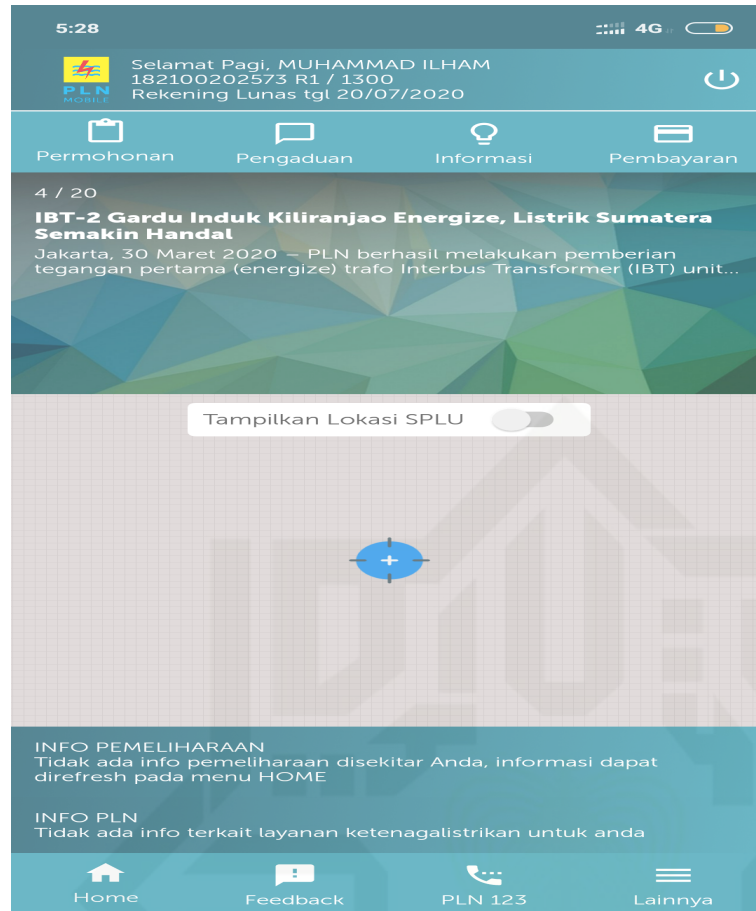 5:28
4G
Selamat Pagi, MUHAMMAD ILHAM
182100202573 R1 / 1300
Rekening Lunas tgl 20/07/2020
PLN
MOBILE
Permohonan Pengaduan Informasi Pembayaran
4 / 20
IBT-2 Gardu Induk Kiliranjao Energize, Listrik Sumatera
Semakin Handal
Jakarta, 30 Maret 2020 – PLN berhasil melakukan pemberian
tegangan pertama (energize) trafo Interbus Transformer (IBT) unit...
Tampilkan Lokasi SPLU
INFO PEMELIHARAAN
Tidak ada info pemeliharaan disekitar Anda, informasi dapat
direfresh pada menu HOME
INFO PLN
Tidak ada info terkait layanan ketenagalistrikan untuk anda
Home Feedback PLN 123 Lainnya